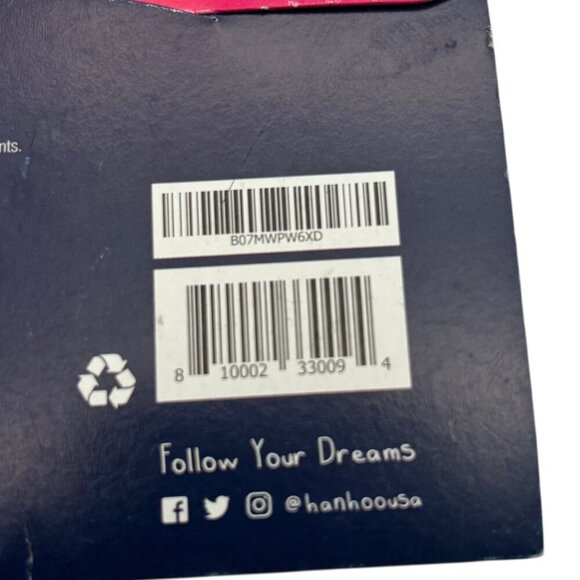 nts.
B07MWPW6XD
8 10002 33009 4
Follow Your Dreams
@hanhoousa